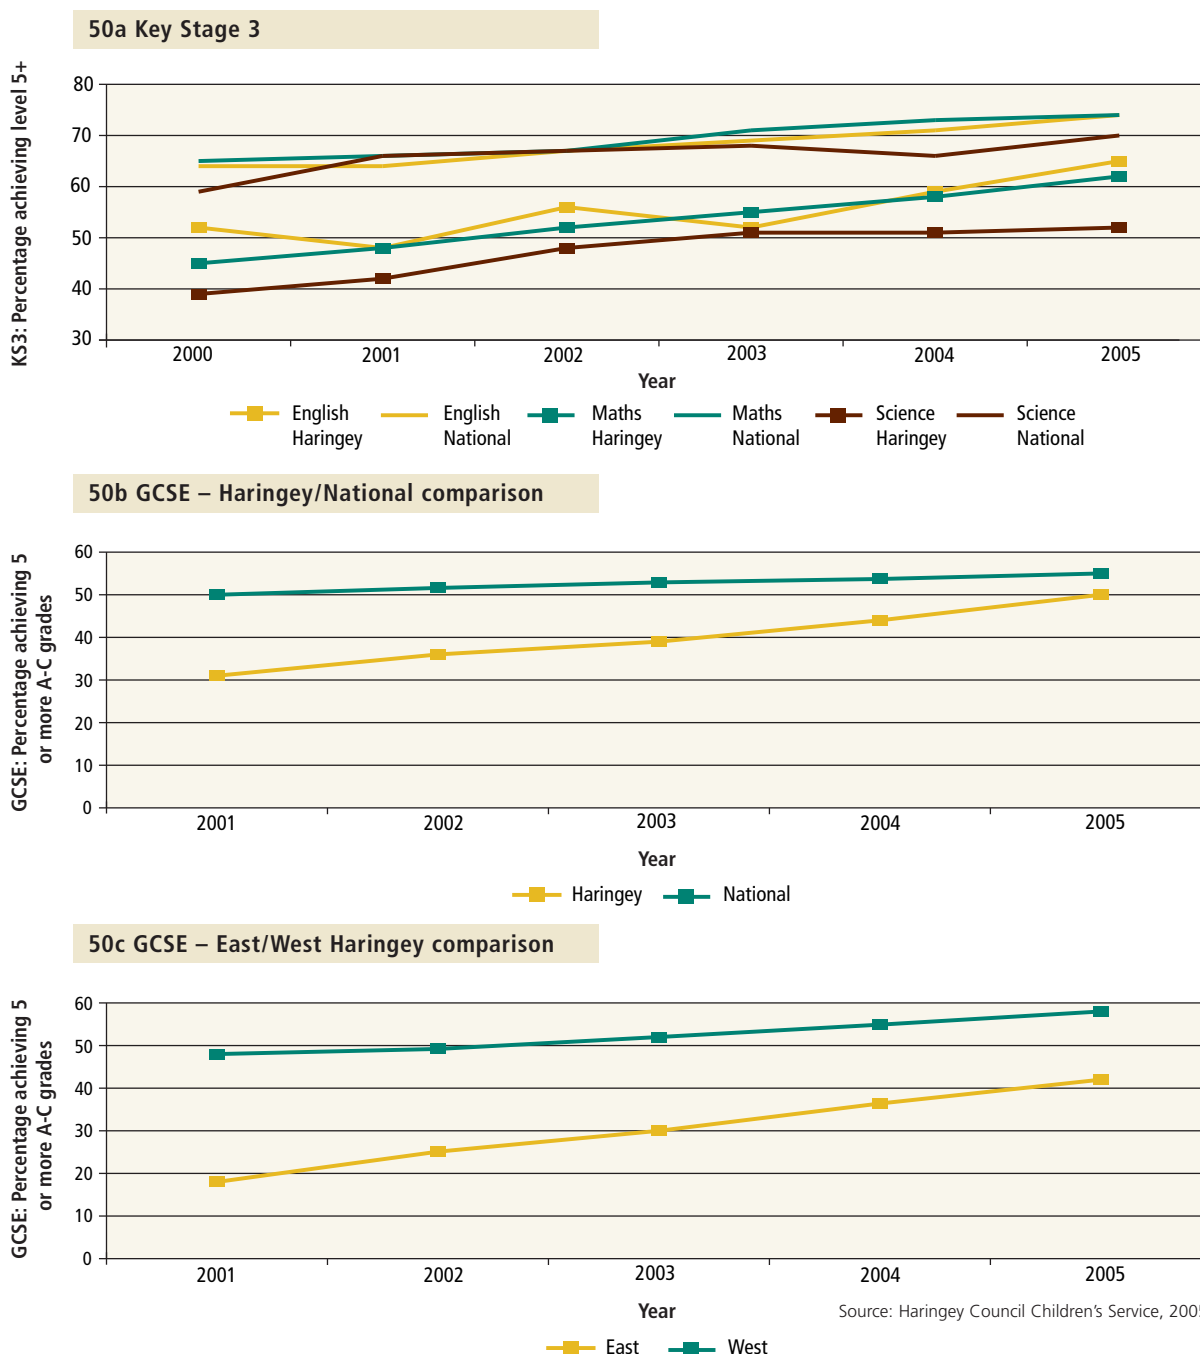 50a Key Stage 3
KS3: Percentage achieving level 5+
80
70
60
50
40
30
2000 2001 2002 2003 2004 2005
Year
English Haringey
English National
Maths Haringey
Maths National
Science Haringey
Science National
50b GCSE – Haringey/National comparison
GCSE: Percentage achieving 5
or more A-C grades
60
50
40
30
20
10
0
2001 2002 2003 2004 2005
Year
Haringey National
50c GCSE – East/West Haringey comparison
GCSE: Percentage achieving 5
or more A-C grades
60
50
40
30
20
10
0
2001 2002 2003 2004 2005
Year
Source: Haringey Council Children's Service, 2005
East West